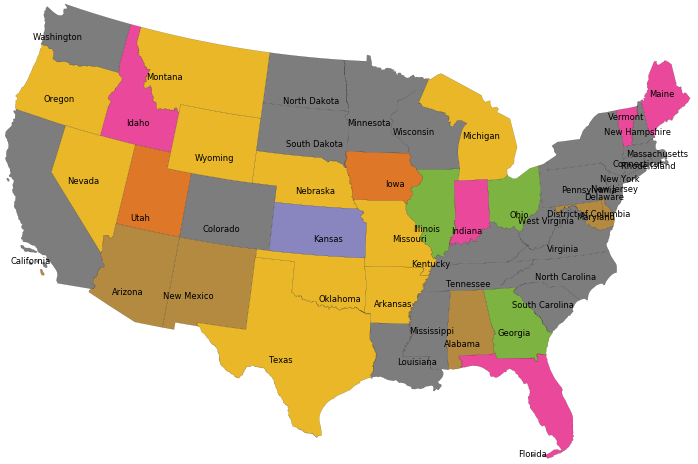 Washington
Montana
Maine
Oregon
Idaho
North Dakota
Minnesota
Vermont
New Hampshire
Wisconsin
Michigan
South Dakota
Massachusetts
Connecticut
Rhode Island
Wyoming
Nevada
Nebraska
Iowa
New York
Pennsylvania
New Jersey
Delaware
Utah
Ohio
District of Columbia
Maryland
West Virginia
Colorado
Kansas
Missouri
Illinois
Indiana
Virginia
California
Kentucky
North Carolina
Tennessee
Arizona
New Mexico
Oklahoma
Arkansas
South Carolina
Mississippi
Georgia
Alabama
Texas
Louisiana
Florida